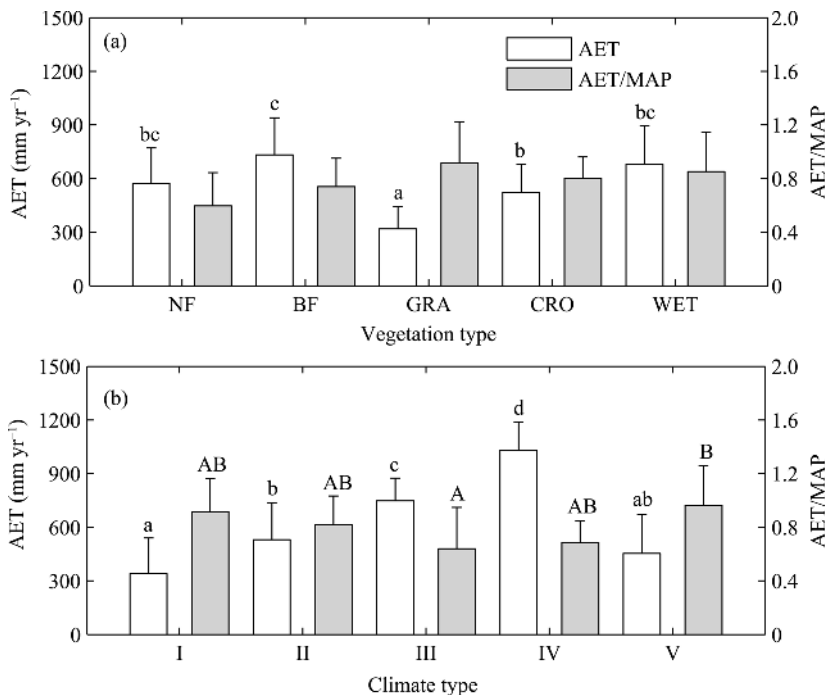 (a)
AET
AET/MAP
AET (mm yr⁻¹)
1500
1200
900
600
300
0
bc
c
a
b
bc
2.0
1.6
1.2
0.8
0.4
0
AET/MAP
NF BF GRA CRO WET
Vegetation type
(b)
AET (mm yr⁻¹)
1500
1200
900
600
300
0
a
AB
b
AB
c
A
d
AB
ab
B
2.0
1.6
1.2
0.8
0.4
0
AET/MAP
I II III IV V
Climate type